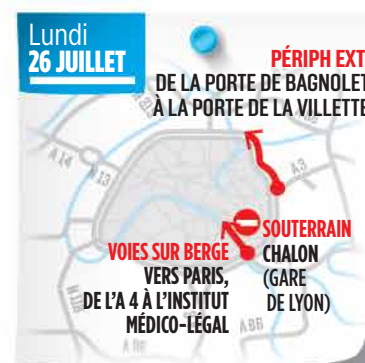 Lundi
26 JUILLET
PÉRIPH EXT
DE LA PORTE DE BAGNOLET
À LA PORTE DE LA VILLETTE
A 14
N 13
A 3
SOUTERRAIN
CHALON
(GARE
DE LYON)
VOIES SUR BERGE
VERS PARIS,
DE L'A 4 À L'INSTITUT
MÉDICO-LÉGAL
A 86